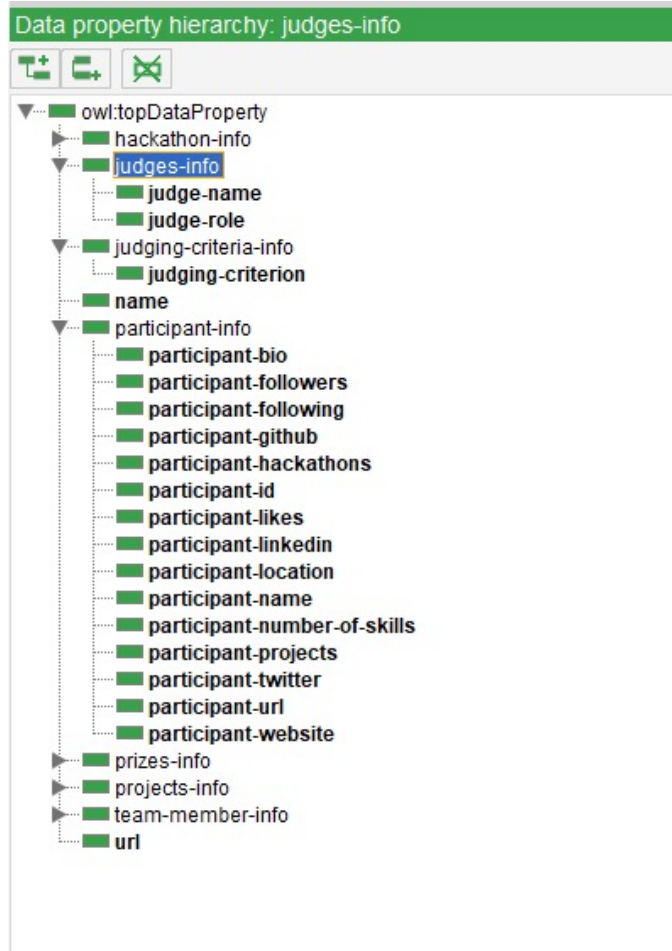 Data property hierarchy: judges-info
owl:topDataProperty
hackathon-info
judges-info
judge-name
judge-role
judging-criteria-info
judging-criterion
name
participant-info
participant-bio
participant-followers
participant-following
participant-github
participant-hackathons
participant-id
participant-likes
participant-linkedin
participant-location
participant-name
participant-number-of-skills
participant-projects
participant-twitter
participant-url
participant-website
prizes-info
projects-info
team-member-info
url